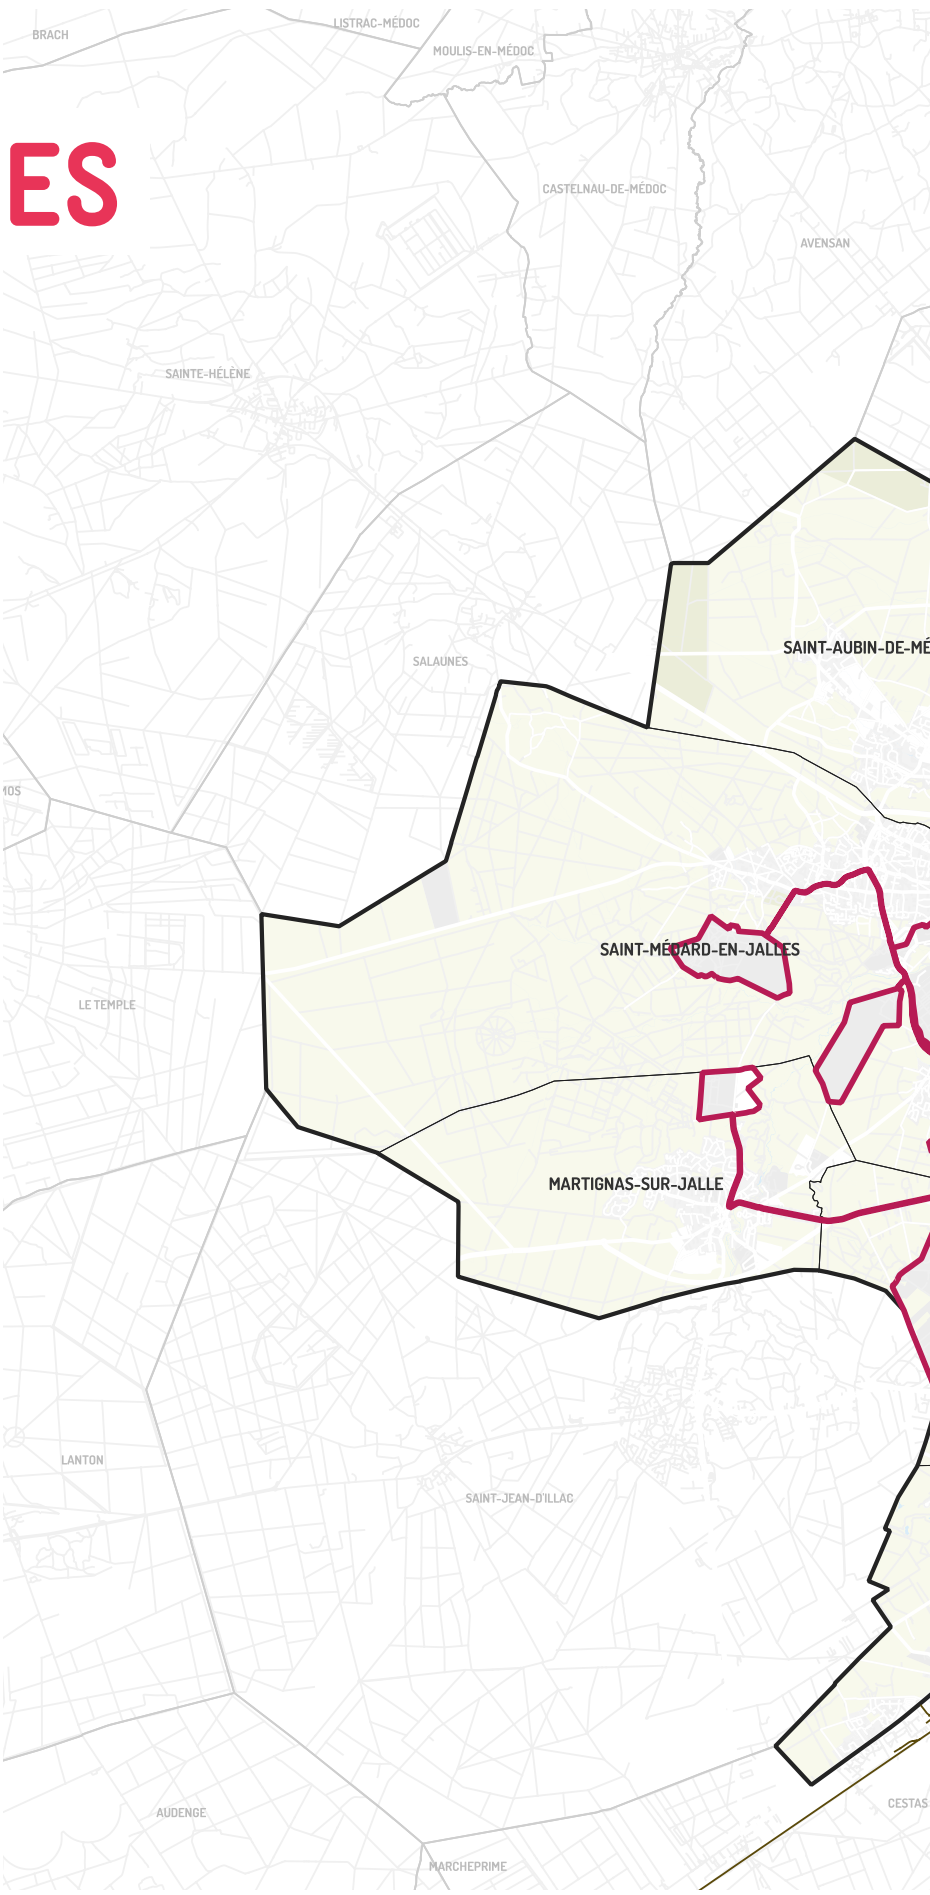 LISTRAC-MÉDOC
BRACH
MOULIS-EN-MÉDOC
ES
CASTELNAU-DE-MÉDOC
AVENSAN
SAINTE-HÉLÈNE
SAINT-AUBIN-DE-MÉ
SALAUNES
MOS
SAINT-MÉDARD-EN-JALLES
LE TEMPLE
MARTIGNAS-SUR-JALLE
LANTON
SAINT-JEAN-D'ILLAC
CESTAS
AUDENGE
MARCHEPRIME